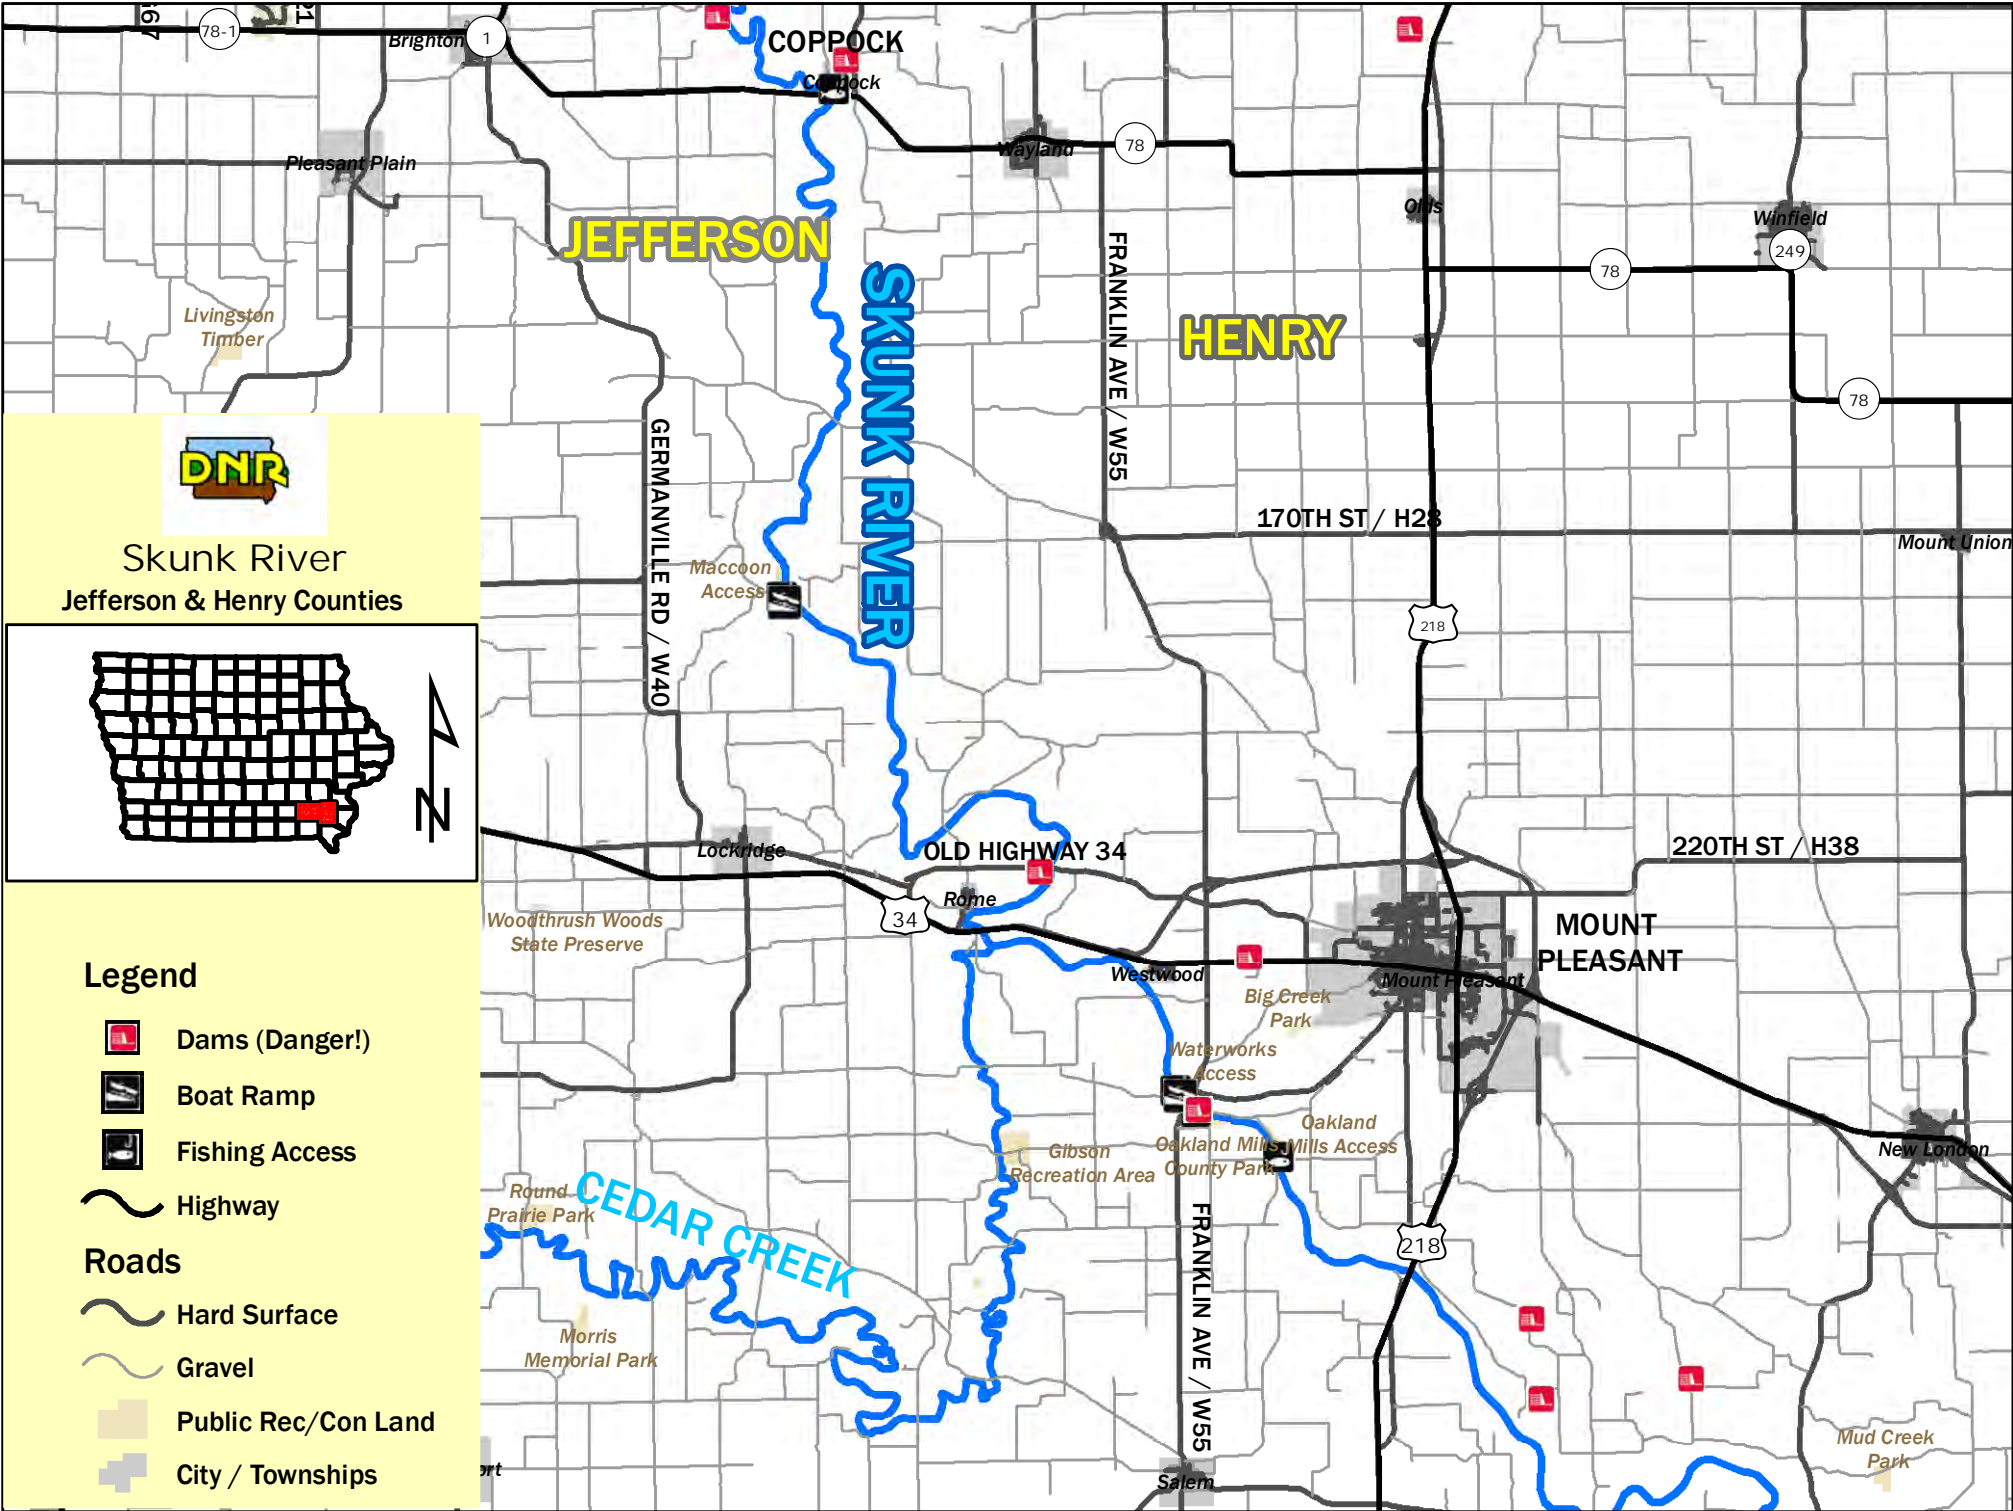 78-1
Brighton
1
COPPOCK
Coppock
Pleasant Plain
Wayland
78
Olds
Winfield
249
78
JEFFERSON
HENRY
SKUNK RIVER
FRANKLIN AVE / W55
Livingston
Timber
78
DNR
Skunk River
Jefferson & Henry Counties
N
GERMANVILLE RD / W40
170TH ST / H28
Mount Union
Maccoon
Access
218
Lockridge
OLD HIGHWAY 34
220TH ST / H38
Rome
34
Woodthrush Woods
State Preserve
MOUNT
PLEASANT
Westwood
Mount Pleasant
Big Creek
Park
Waterworks
Access
Oakland
Mills Access
Oakland Mills
County Park
Gibson
Recreation Area
New London
Round
Prairie Park
CEDAR CREEK
218
FRANKLIN AVE / W55
Morris
Memorial Park
Mud Creek
Park
Salem
ort
Legend
Dams (Danger!)
Boat Ramp
Fishing Access
Highway
Roads
Hard Surface
Gravel
Public Rec/Con Land
City / Townships